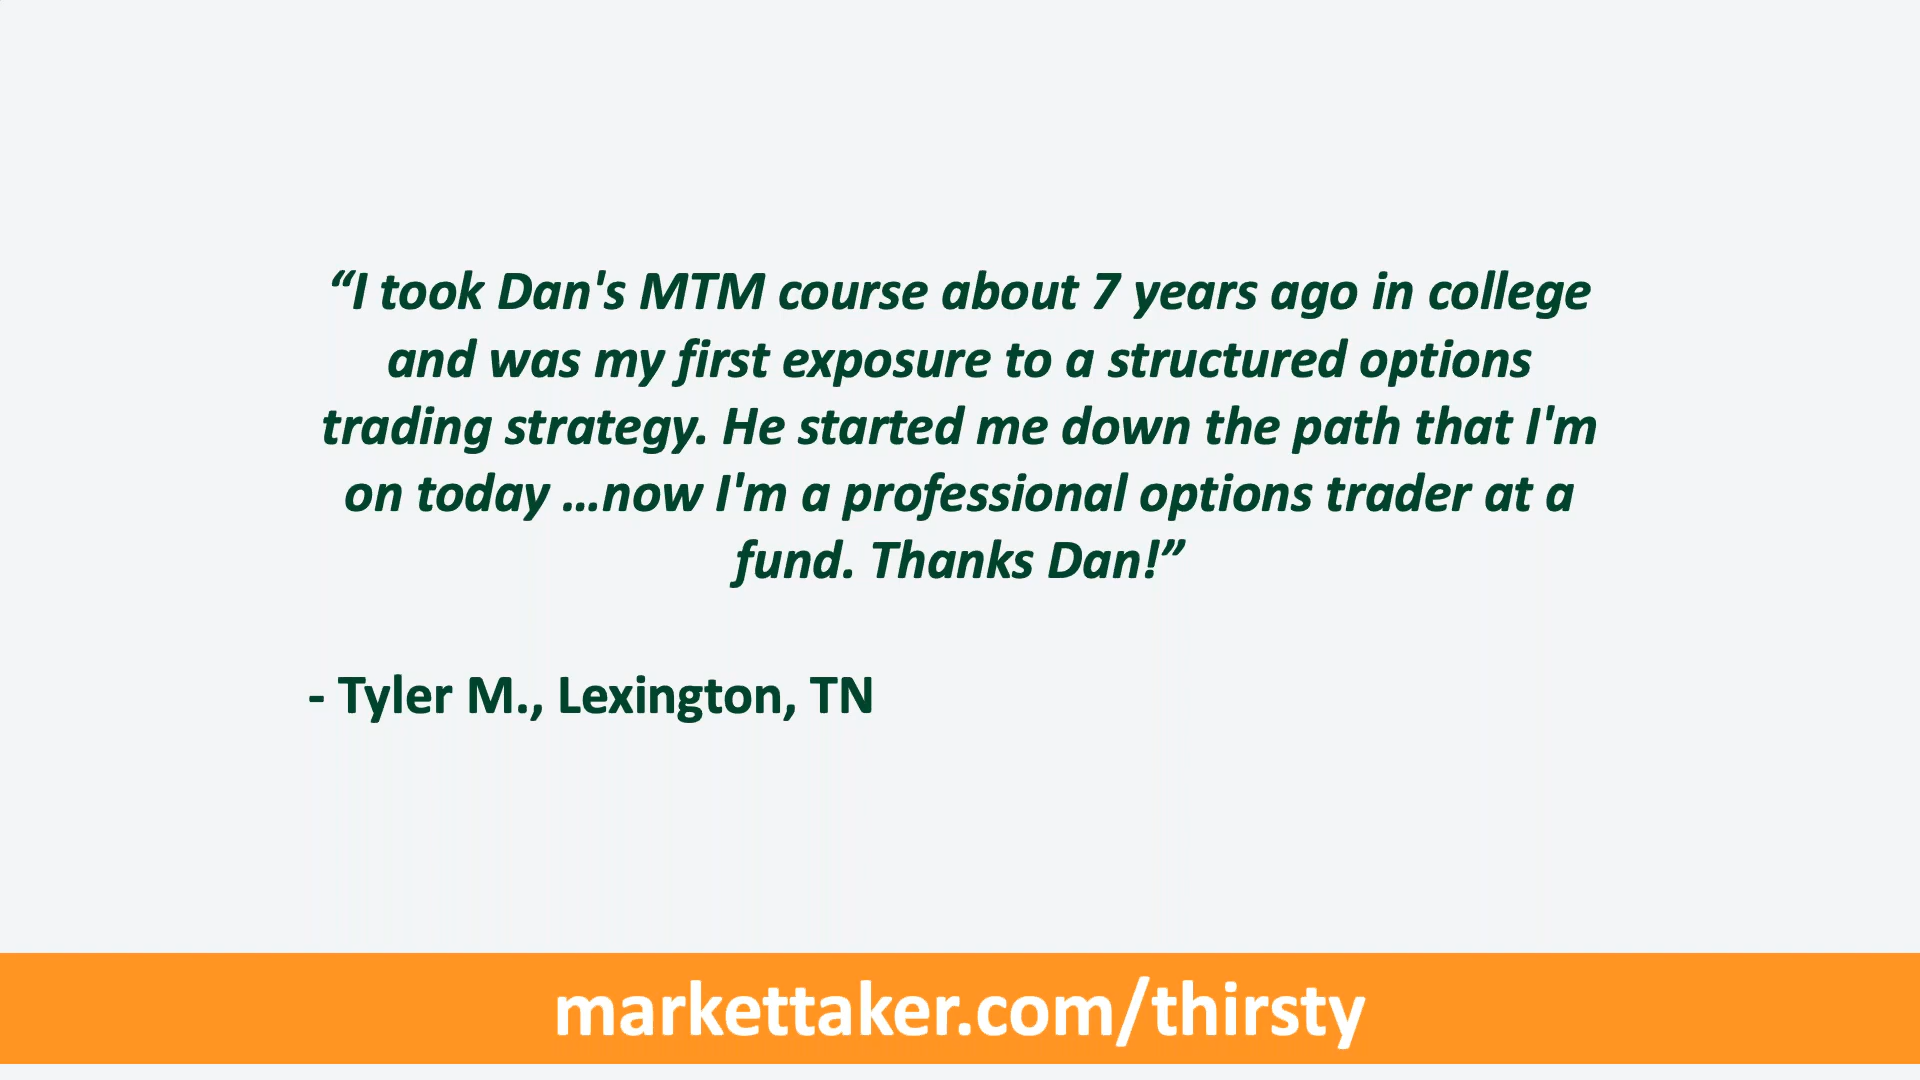 “I took Dan's MTM course about 7 years ago in college
and was my first exposure to a structured options
trading strategy. He started me down the path that I'm
on today …now I'm a professional options trader at a
fund. Thanks Dan!”
- Tyler M., Lexington, TN
markettaker.com/thirsty